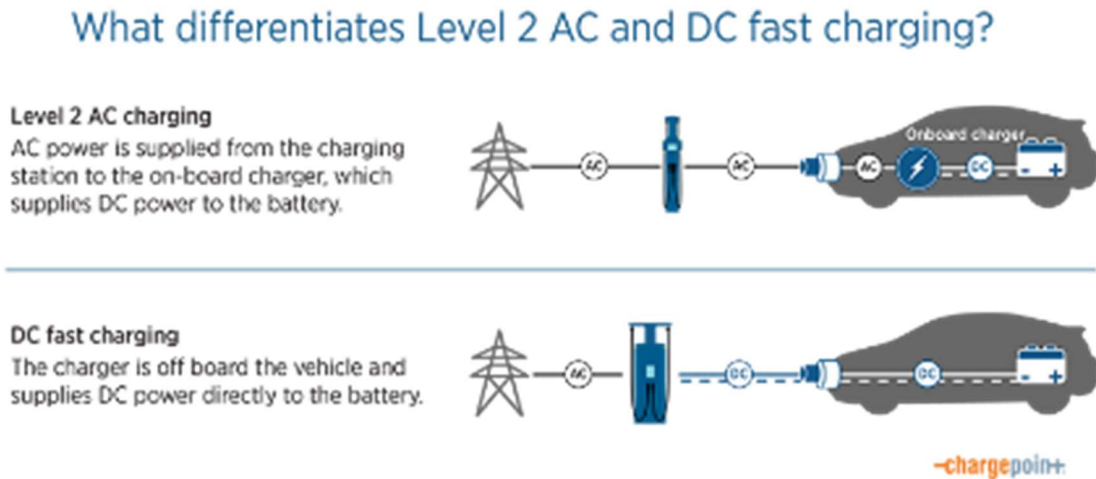 What differentiates Level 2 AC and DC fast charging?
Level 2 AC charging
AC power is supplied from the charging
station to the on-board charger, which
supplies DC power to the battery.
Onboard charger
AC
AC
AC
DC
- +
DC fast charging
The charger is off board the vehicle and
supplies DC power directly to the battery.
AC
DC
DC
- +
-chargepoin+.